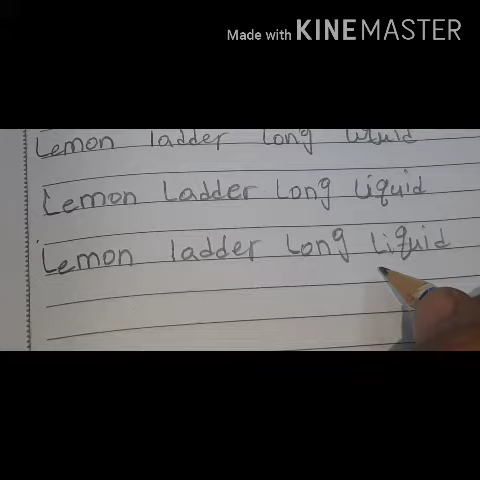 Made with KINEMASTER
Lemon ladder Long
Lemon Ladder Long Liquid
Lemon ladder Long Liquid